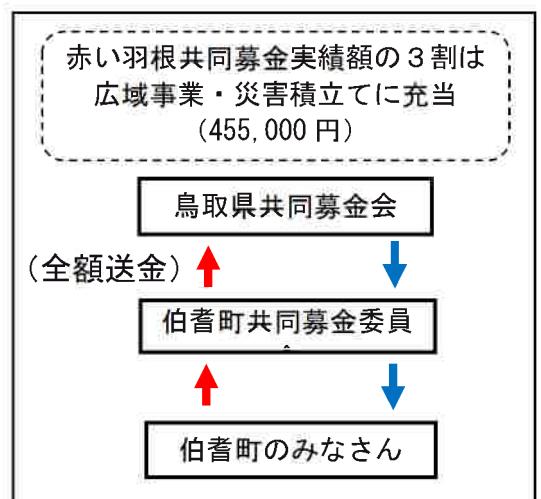 赤い羽根共同募金実績額の３割は
広域事業・災害積立てに充当
（455,000 円）
鳥取県共同募金会
（全額送金）
伯耆町共同募金委員
伯耆町のみなさん